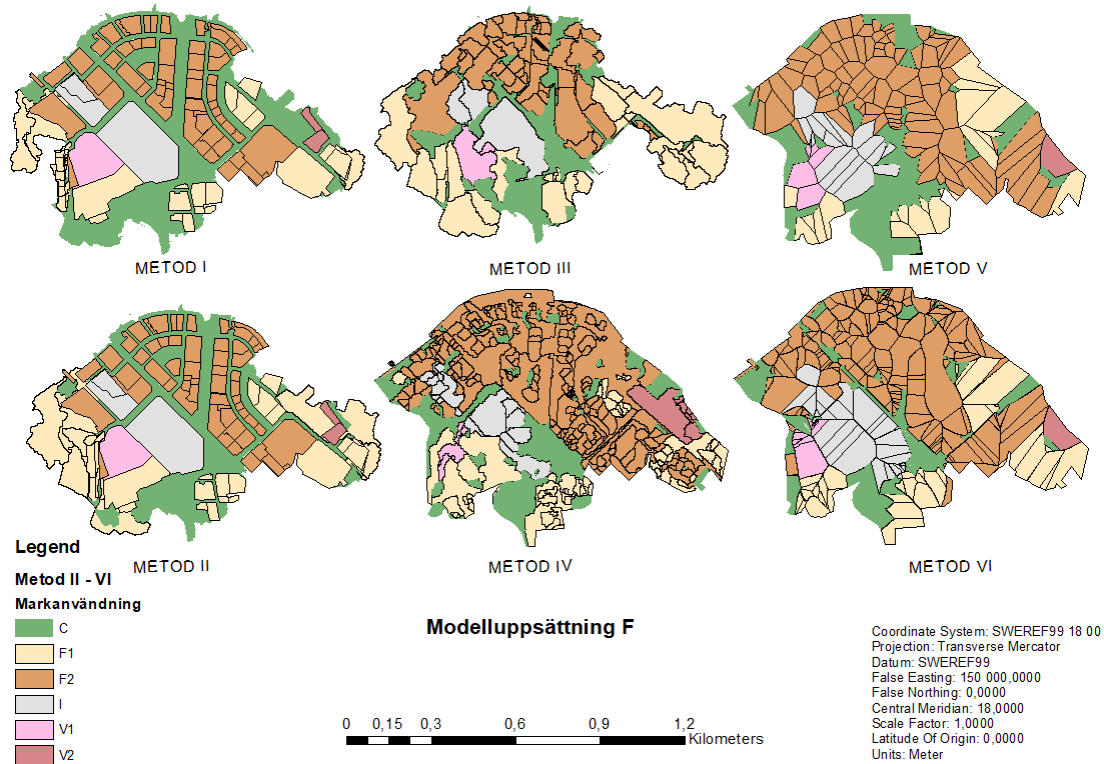 METOD I
METOD III
METOD V
METOD II
METOD IV
METOD VI
Legend
Metod II - VI
Markanvändning
C
F1
F2
I
V1
V2
Modelluppsättning F
0 0,15 0,3 0,6 0,9 1,2
Kilometers
Coordinate System: SWEREF99 18 00
Projection: Transverse Mercator
Datum: SWEREF99
False Easting: 150 000,0000
False Northing: 0,0000
Central Meridian: 18,0000
Scale Factor: 1,0000
Latitude Of Origin: 0,0000
Units: Meter